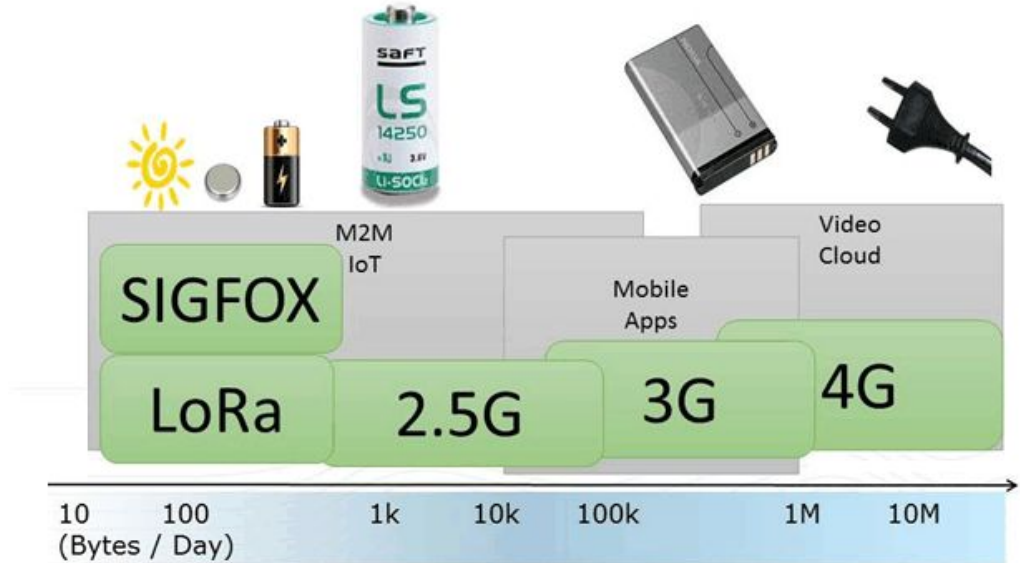 saft
LS
14250
3.6V
Li-SOCl₂
M2M
IoT
Video
Cloud
SIGFOX
Mobile
Apps
LoRa
2.5G
3G
4G
10
100
1k
10k
100k
1M
10M
(Bytes / Day)